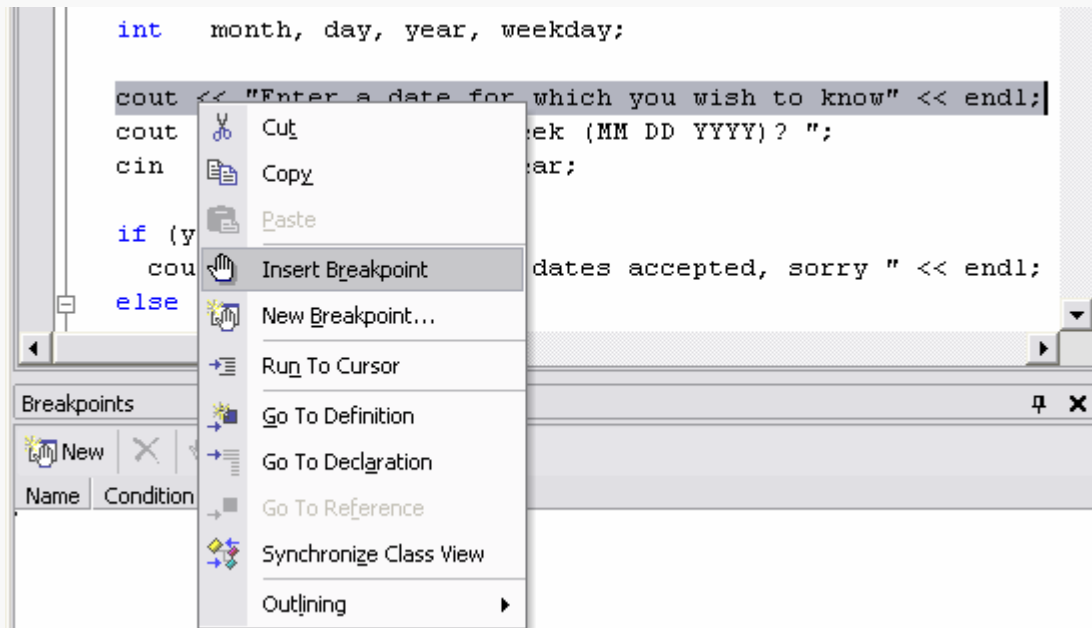 int month, day, year, weekday;
cout << "Enter a date for which you wish to know" << endl;
cout ek (MM DD YYYY)? ";
cin ar;
if (y
cou dates accepted, sorry " << endl;
else
Cut
Copy
Paste
Insert Breakpoint
New Breakpoint...
Run To Cursor
Go To Definition
Go To Declaration
Go To Reference
Synchronize Class View
Outlining
Breakpoints
New
Name Condition